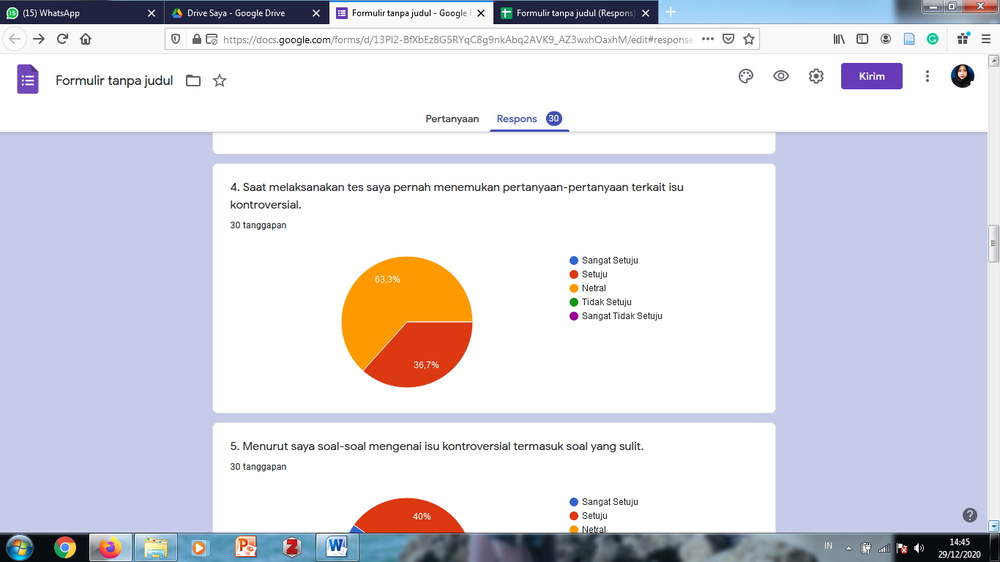 (15) WhatsApp
Drive Saya - Google Drive
Formulir tanpa judul - Google F
Formulir tanpa judul (Respons)
https://docs.google.com/forms/d/13Pl2-BfXbEz8G5RYqC8g9nkAbq2AVK9_AZ3wxhOaxhM/edit#response
Formulir tanpa judul
Kirim
Pertanyaan
Respons 30
4. Saat melaksanakan tes saya pernah menemukan pertanyaan-pertanyaan terkait isu
kontroversial.
30 tanggapan
63,3%
36,7%
Sangat Setuju
Setuju
Netral
Tidak Setuju
Sangat Tidak Setuju
5. Menurut saya soal-soal mengenai isu kontroversial termasuk soal yang sulit.
30 tanggapan
40%
Sangat Setuju
Setuju
Netral
IN
14:45
29/12/2020